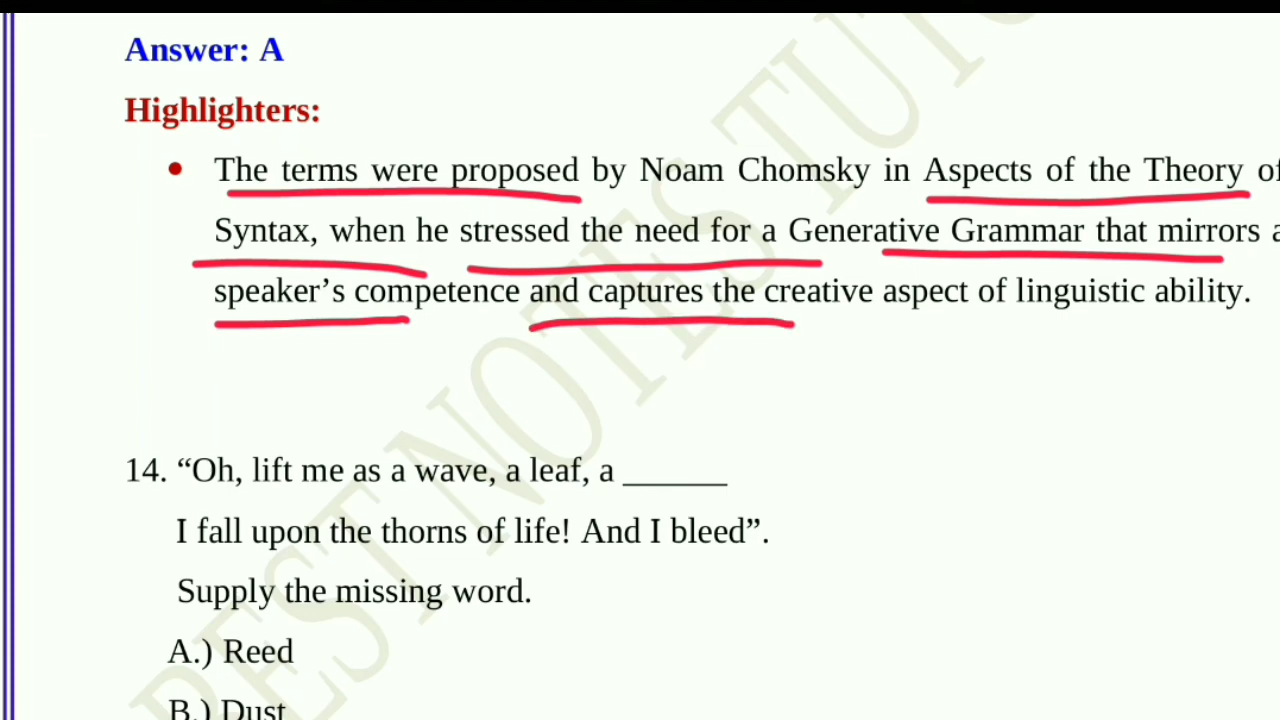 Answer: A
Highlighters:
• The terms were proposed by Noam Chomsky in Aspects of the Theory of
Syntax, when he stressed the need for a Generative Grammar that mirrors a
speaker’s competence and captures the creative aspect of linguistic ability.
14. “Oh, lift me as a wave, a leaf, a ______
I fall upon the thorns of life! And I bleed”.
Supply the missing word.
A.) Reed
B.) Dust